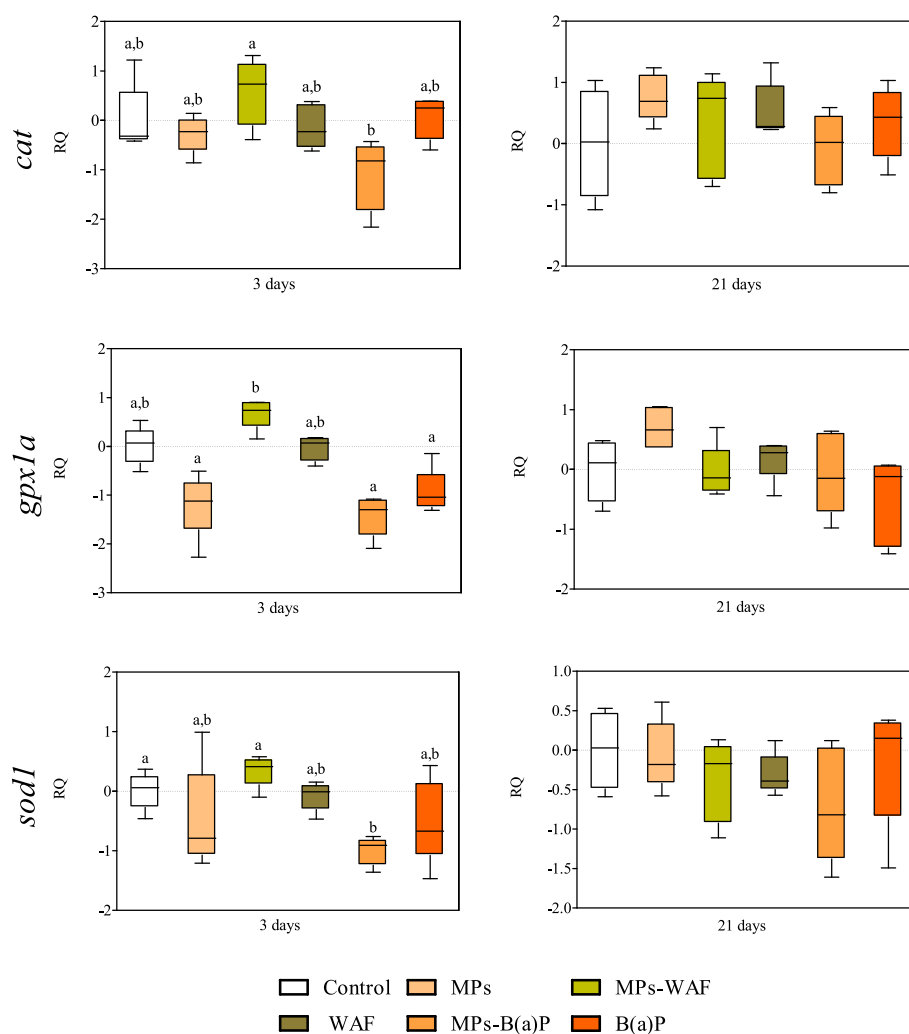 2
a
a,b
1
a,b
a,b
a,b
b
0
-1
-2
-3
RQ
cat
3 days
2
1
0
-1
-2
RQ
21 days
2
b
1
a,b
a,b
a
0
a
a
-1
-2
-3
RQ
gpx1a
3 days
2
1
0
-1
-2
RQ
21 days
2
a,b
1
a
a
a,b
a,b
0
b
-1
-2
RQ
sod1
3 days
1.0
0.5
0.0
-0.5
-1.0
-1.5
-2.0
RQ
21 days
Control MPs MPs-WAF
WAF MPs-B(a)P B(a)P